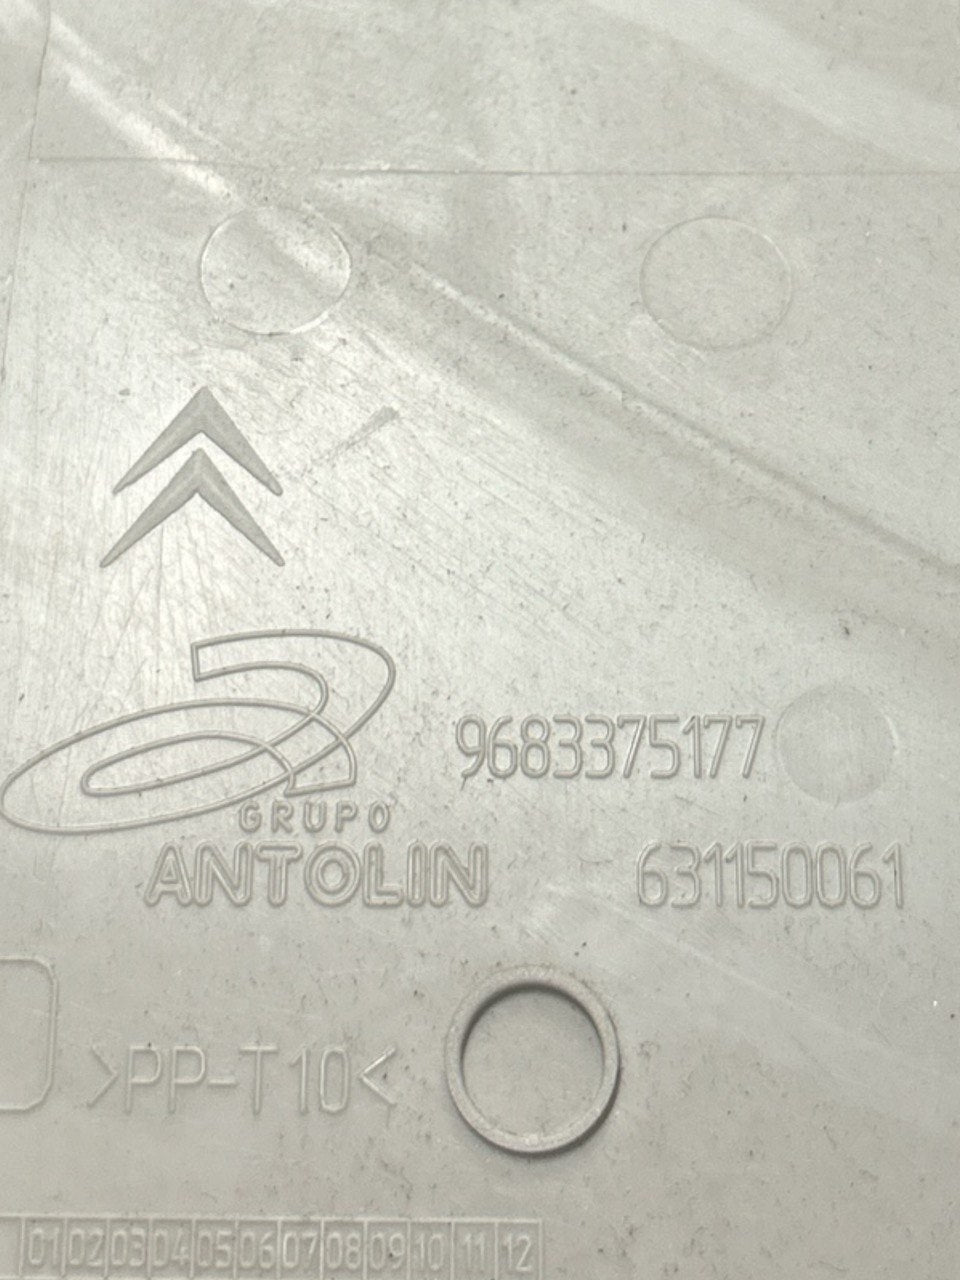 9683375177
GRUPO
ANTOLIN
631150061
>PP-T10<
01 02 03 04 05 06 07 08 09 10 11 12